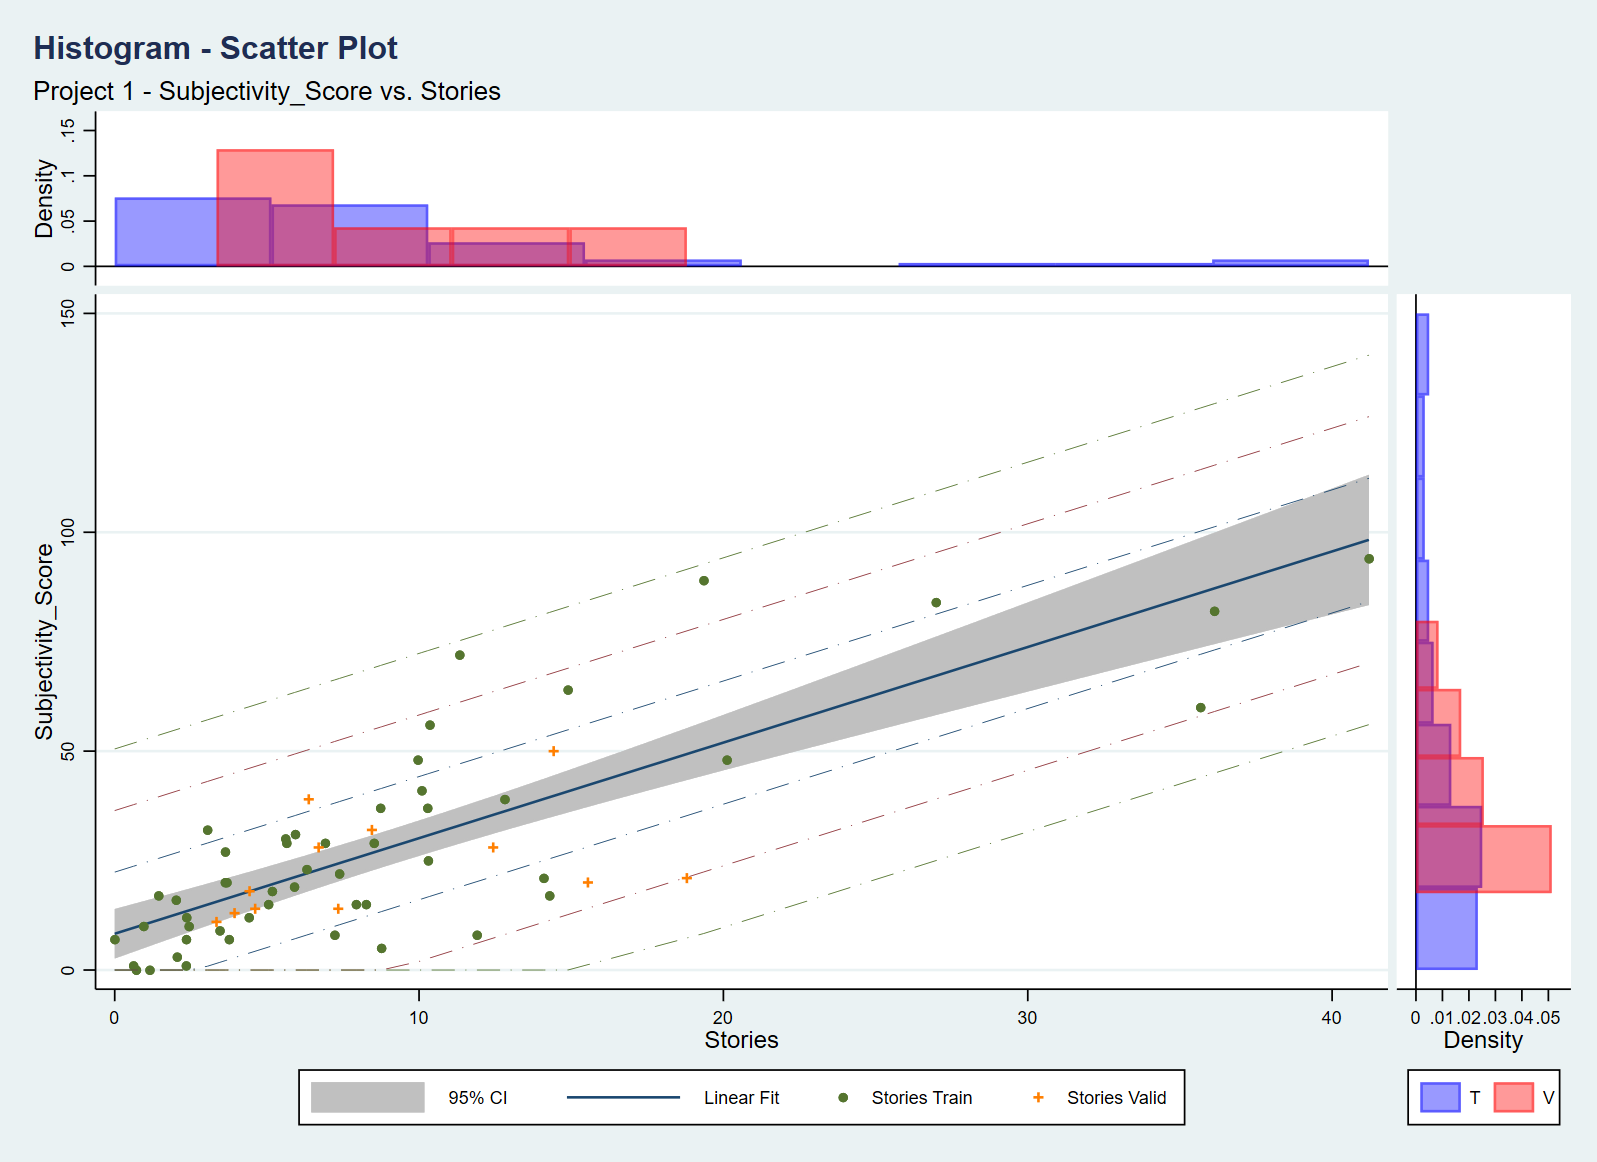 Histogram - Scatter Plot
Project 1 - Subjectivity_Score vs. Stories
Density
.15
.1
.05
0
Subjectivity_Score
150
100
50
0
0 10 20 30 40
Stories
0 .01 .02 .03 .04 .05
Density
95% CI Linear Fit Stories Train Stories Valid
T V